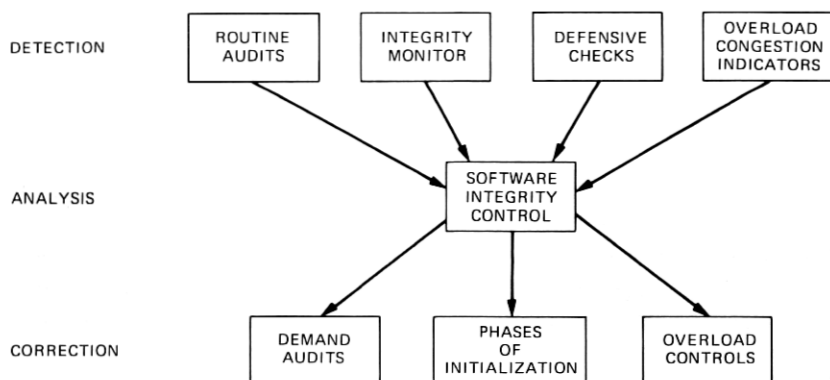 DETECTION
ROUTINE
AUDITS
INTEGRITY
MONITOR
DEFENSIVE
CHECKS
OVERLOAD
CONGESTION
INDICATORS
ANALYSIS
SOFTWARE
INTEGRITY
CONTROL
CORRECTION
DEMAND
AUDITS
PHASES
OF
INITIALIZATION
OVERLOAD
CONTROLS